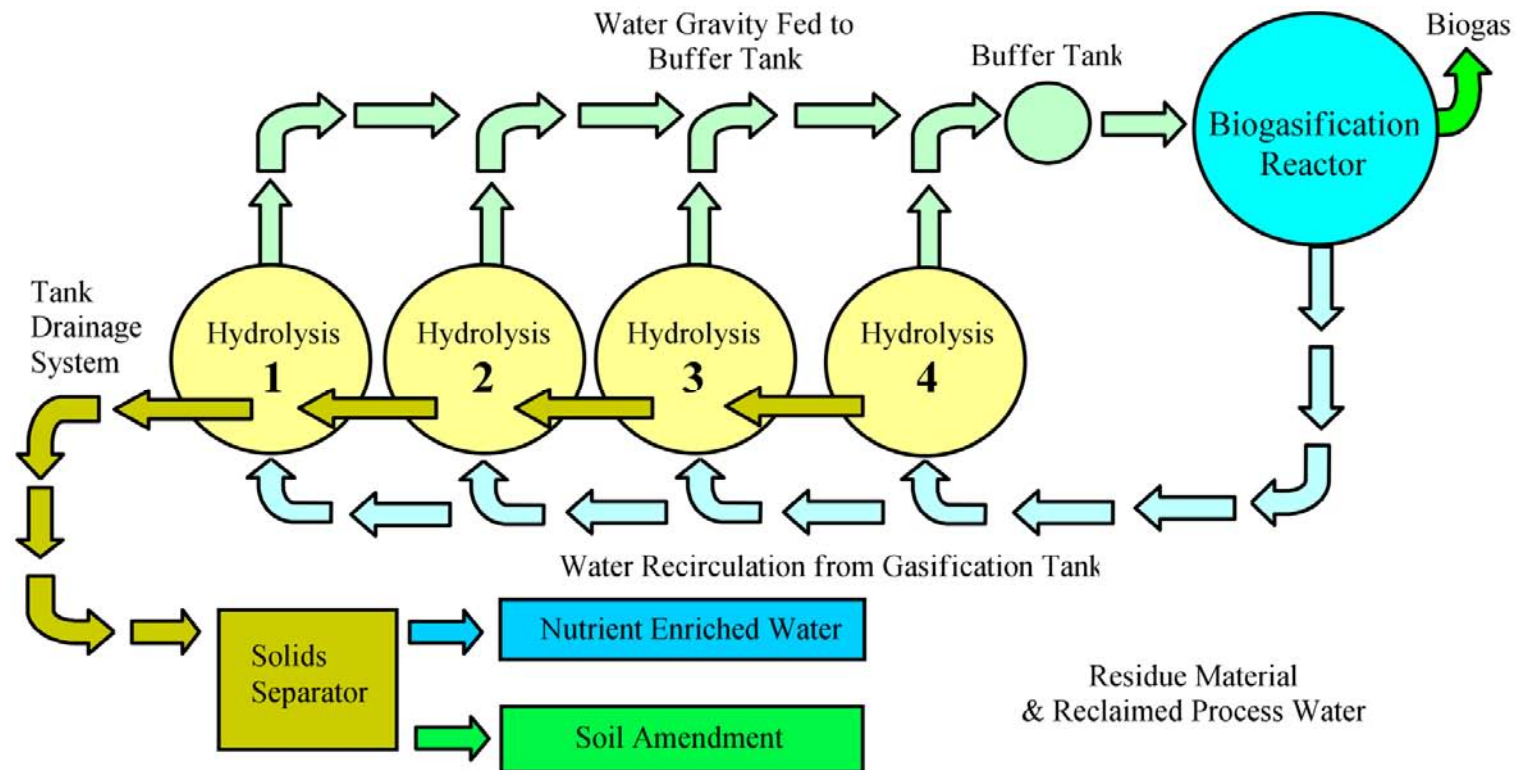 Water Gravity Fed to
Buffer Tank
Buffer Tank
Biogas
Biogasification
Reactor
Tank
Drainage
System
Hydrolysis
1
Hydrolysis
2
Hydrolysis
3
Hydrolysis
4
Water Recirculation from Gasification Tank
Solids
Separator
Nutrient Enriched Water
Soil Amendment
Residue Material
& Reclaimed Process Water